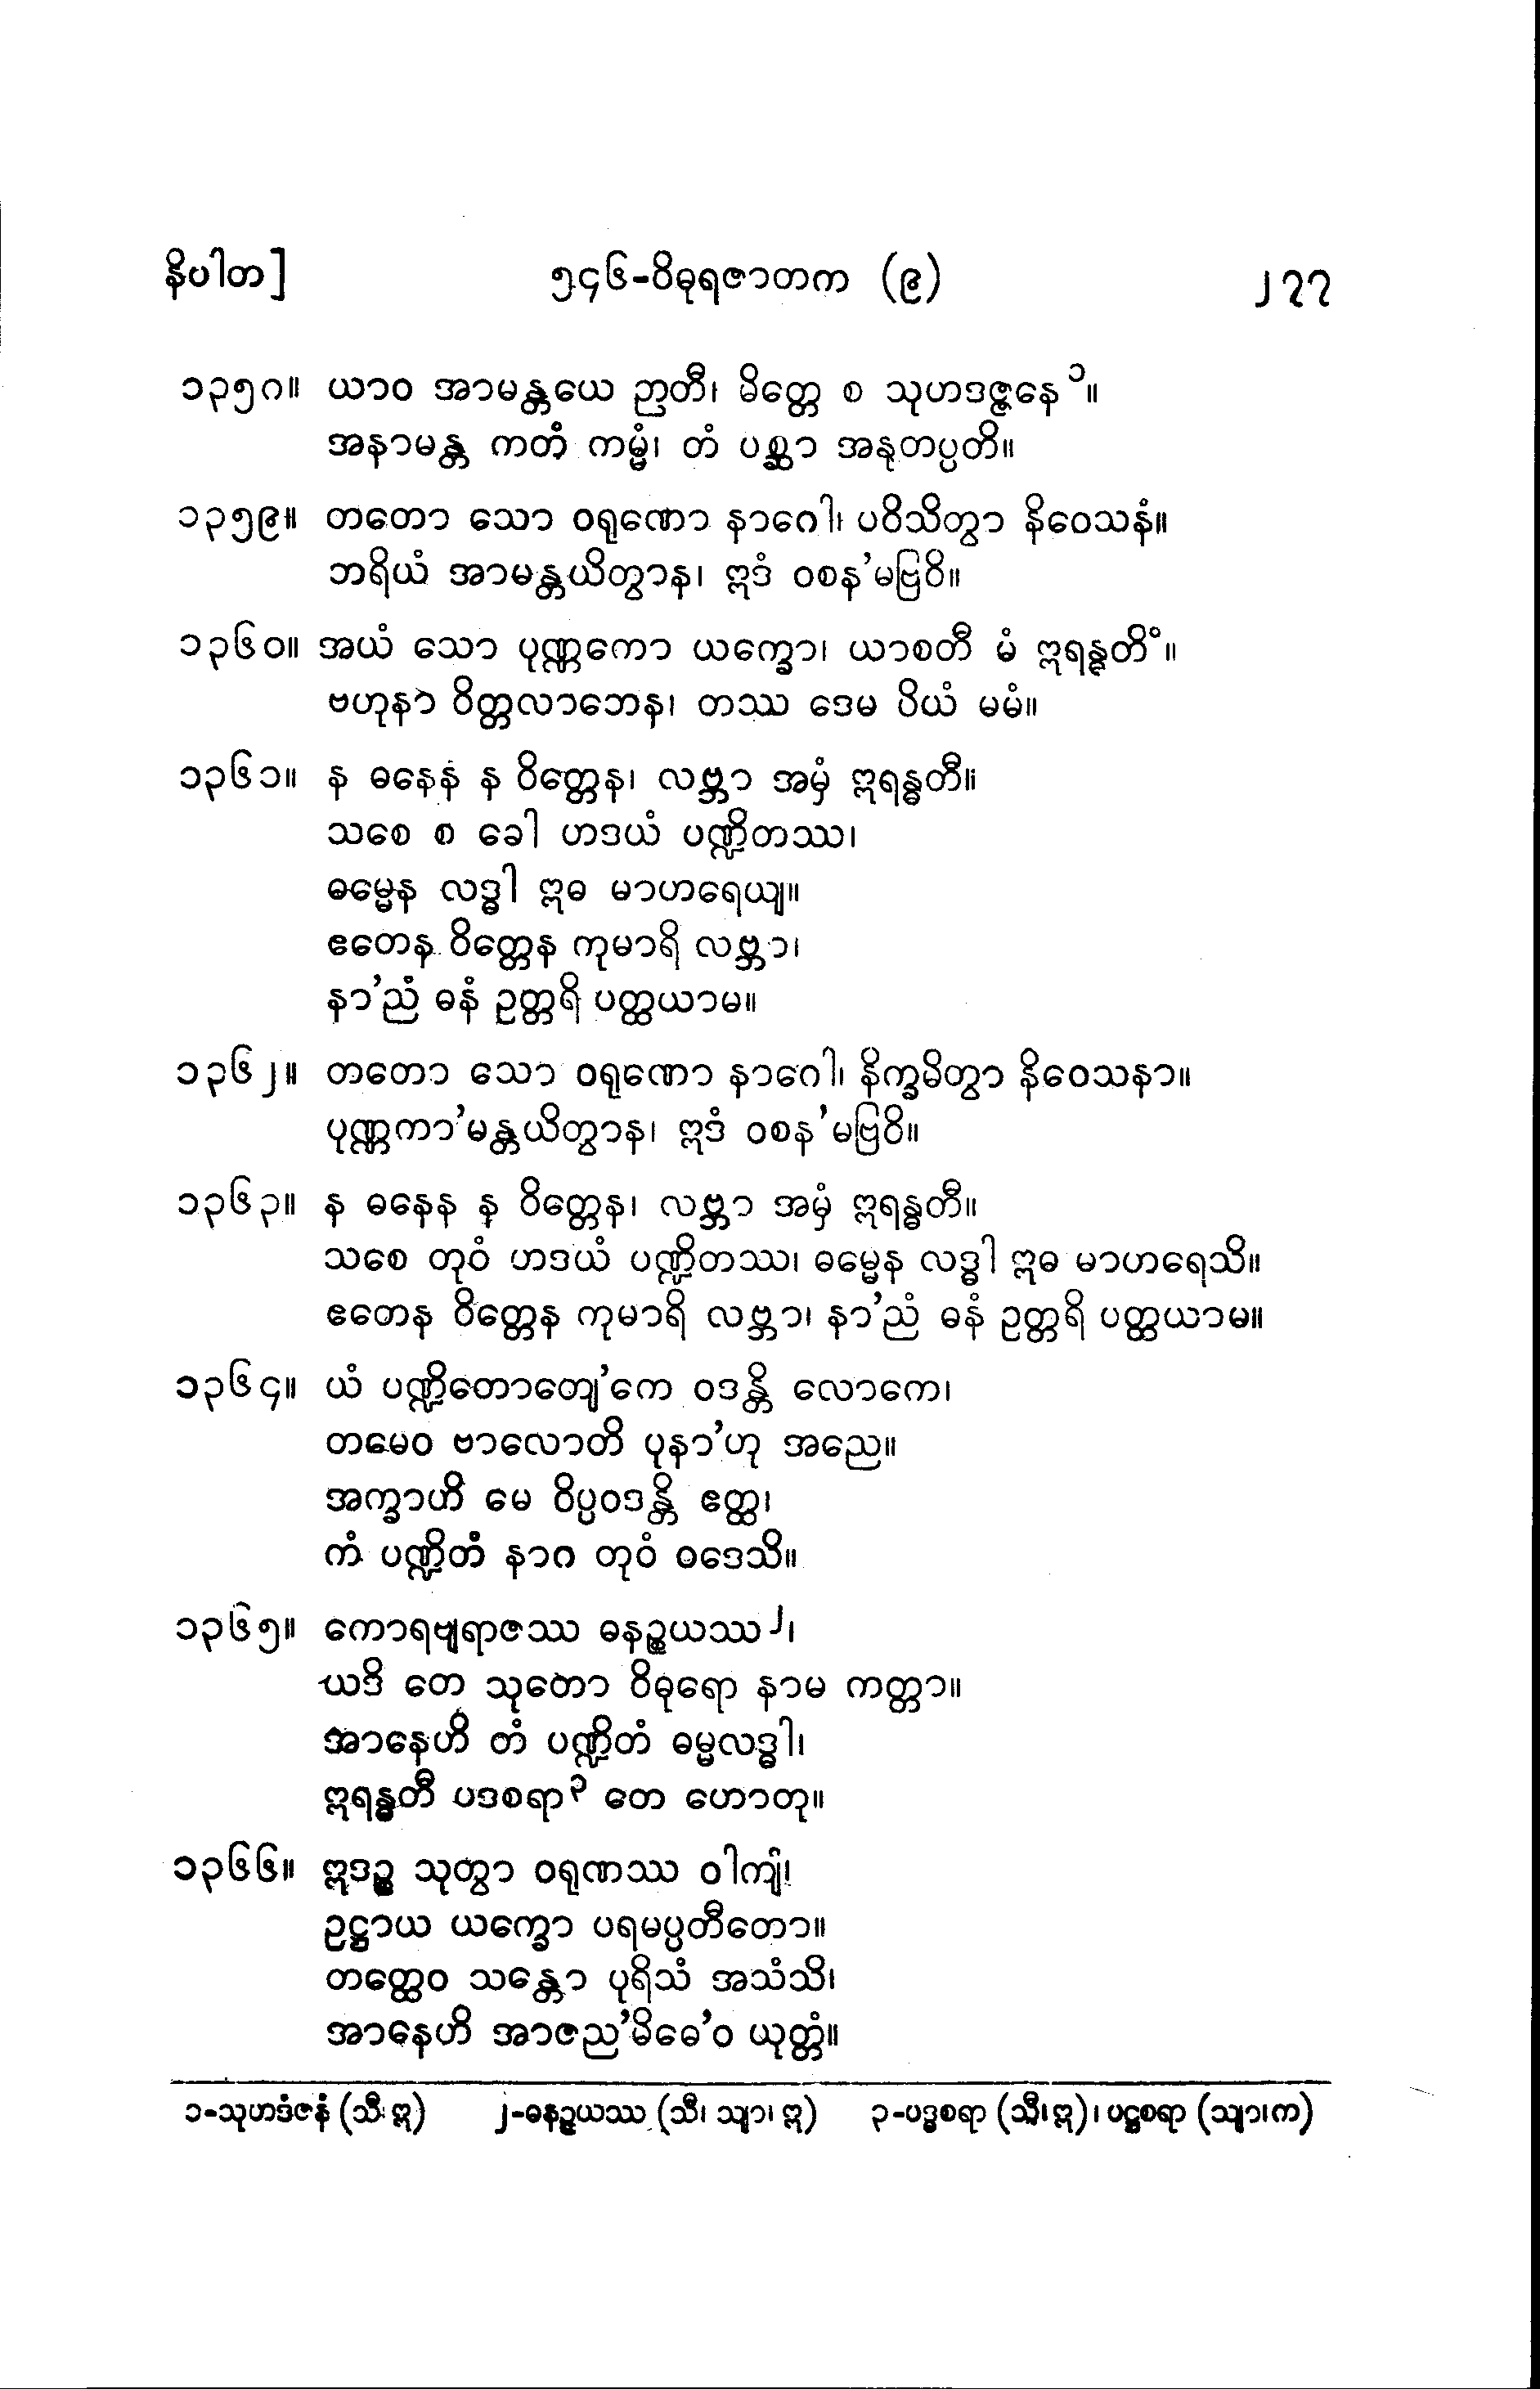 နိပါတ]
၅၄၆-ဝိဓုရဇာတက (၉)
၂၇၇
၁၃၅၈။ ယာဝ အာမန္တယေ ဉာတီ၊ မိတ္တေ စ သုဟဒဇ္ဇနေ ၁။
အနာမန္တ ကတံ ကမ္မံ၊ တံ ပစ္ဆာ အနုတပ္ပတိ။
၁၃၅၉။ တတော သော ဝရုဏော နာဂေါ၊ ပဝိသိတွာ နိဝေသနံ။
ဘရိယံ အာမန္တယိတွာန၊ ဣဒံ ဝစန’မဗြဝိ။
၁၃၆၀။ အယံ သော ပုဏ္ဏကော ယက္ခော၊ ယာစတီ မံ ဣရန္ဓတိံ။
ဗဟုနာ ဝိတ္တလာဘေန၊ တဿ ဒေမ ပိယံ မမံ။
၁၃၆၁။ န ဓနေန န ဝိတ္တေန၊ လဗ္ဘာ အမှံ ဣရန္ဓတီ။
သစေ စ ခေါ ဟဒယံ ပဏ္ဍိတဿ၊
ဓမ္မေန လဒ္ဓါ ဣဓ မာဟရေယျ။
ဧတေန ဝိတ္တေန ကုမာရိ လဗ္ဘာ၊
နာ’ညံ ဓနံ ဥတ္တရိ ပတ္ထယာမ။
၁၃၆၂။ တတော သော ဝရုဏော နာဂေါ၊ နိက္ခမိတွာ နိဝေသနာ။
ပုဏ္ဏကာ’မန္တယိတွာန၊ ဣဒံ ဝစန’မဗြဝိ။
၁၃၆၃။ န ဓနေန န ဝိတ္တေန၊ လဗ္ဘာ အမှံ ဣရန္ဓတီ။
သစေ တုဝံ ဟဒယံ ပဏ္ဍိတဿ၊ ဓမ္မေန လဒ္ဓါ ဣဓ မာဟရေသိ။
ဧတေန ဝိတ္တေန ကုမာရိ လဗ္ဘာ၊ နာ’ညံ ဓနံ ဥတ္တရိ ပတ္ထယာမ။
၁၃၆၄။ ယံ ပဏ္ဍိတောတျေ’ကေ ဝဒန္တိ လောကေ၊
တမေဝ ဗာလောတိ ပုနာ’ဟု အညေ။
အက္ခာဟိ မေ ဝိပ္ပဝဒန္တိ ဧတ္ထ၊
ကံ ပဏ္ဍိတံ နာဂ တုဝံ ဝဒေသိ။
၁၃၆၅။ ကောရဗျရာဇဿ ဓနဉ္စယဿ ၂၊
ယဒိ တေ သုတော ဝိဓုရော နာမ ကတ္တာ။
အာနေဟိ တံ ပဏ္ဍိတံ ဓမ္မလဒ္ဓါ၊
ဣရန္ဓတီ ပဒစရာ ၃ တေ ဟောတု။
၁၃၆၆။ ဣဒဉ္စ သုတွာ ဝရုဏဿ ဝါကျံ၊
ဥဋ္ဌာယ ယက္ခော ပရမပ္ပတီတော။
တတ္ထေဝ သန္တော ပုရိသံ အသံသိ၊
အာနေဟိ အာဇည’မိဓေ’ဝ ယုတ္တံ။
၁-သုဟဒံဇနံ (သီ၊ ဣ) ၂-ဓနဉ္ဇယဿ (သီ၊ သျာ၊ ဣ) ၃-ပဒ္ဓစရာ (သီ၊ဣ)၊ ပဋ္ဌစရာ (သျာ၊က)